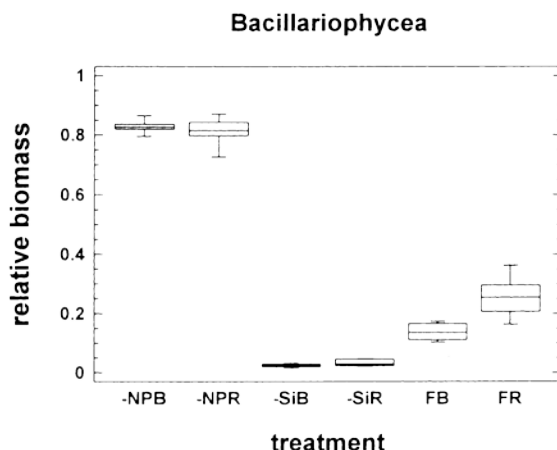 Bacillariophycea
relative biomass
1
0.8
0.6
0.4
0.2
0
-NPB -NPR -SiB -SiR FB FR
treatment